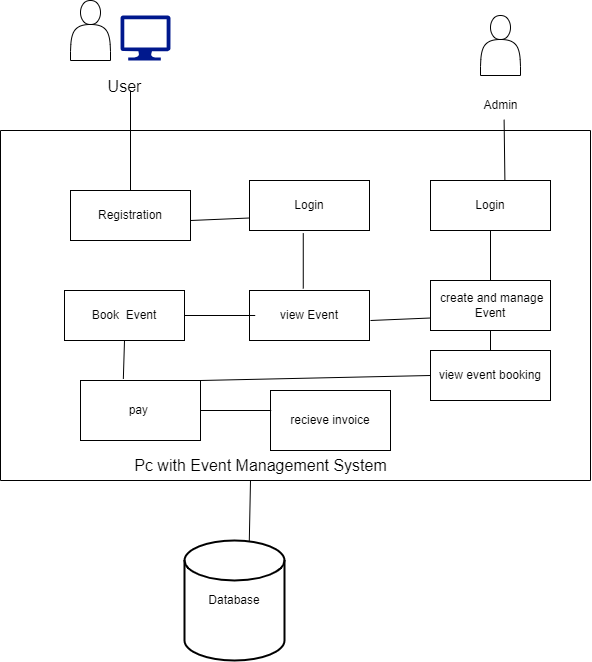 User
Admin
Registration
Login
Login
Book Event
view Event
create and manage
Event
view event booking
pay
recieve invoice
Pc with Event Management System
Database